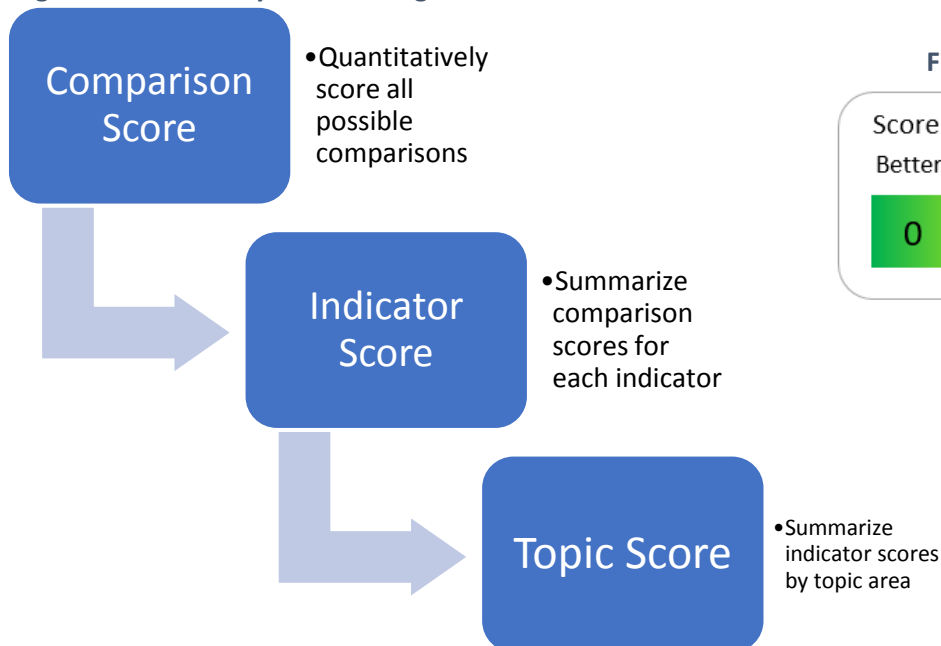 Comparison
Score
•Quantitatively
score all
possible
comparisons
F
Score
Better
0
Indicator
Score
•Summarize
comparison
scores for
each indicator
Topic Score
•Summarize
indicator scores
by topic area